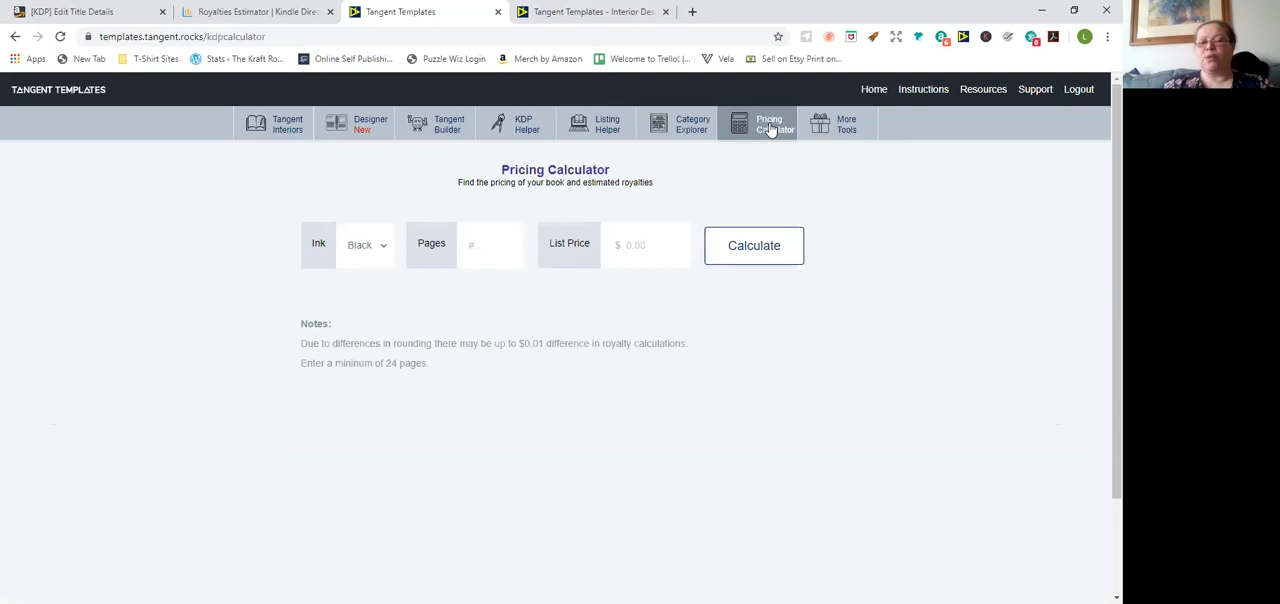 [KDP] Edit Title Details
Royalties Estimator | Kindle Direc
Tangent Templates
Tangent Templates - Interior Des
templates.tangent.rocks/kdpcalculator
Apps
New Tab
T-Shirt Sites
Stats ‹ The Kraft Ro...
Online Self Publishi...
Puzzle Wiz Login
Merch by Amazon
Welcome to Trello! |...
Vela
Sell on Etsy Print on...
TANGENT TEMPLATES
Home
Instructions
Resources
Support
Logout
Tangent
Interiors
Designer
New
Tangent
Builder
KDP
Helper
Listing
Helper
Category
Explorer
Pricing
Calculator
More
Tools
Pricing Calculator
Find the pricing of your book and estimated royalties
Ink
Black
Pages
#..
List Price
$ 0.00
Calculate
Notes:
Due to differences in rounding there may be up to $0.01 difference in royalty calculations.
Enter a mininum of 24 pages.